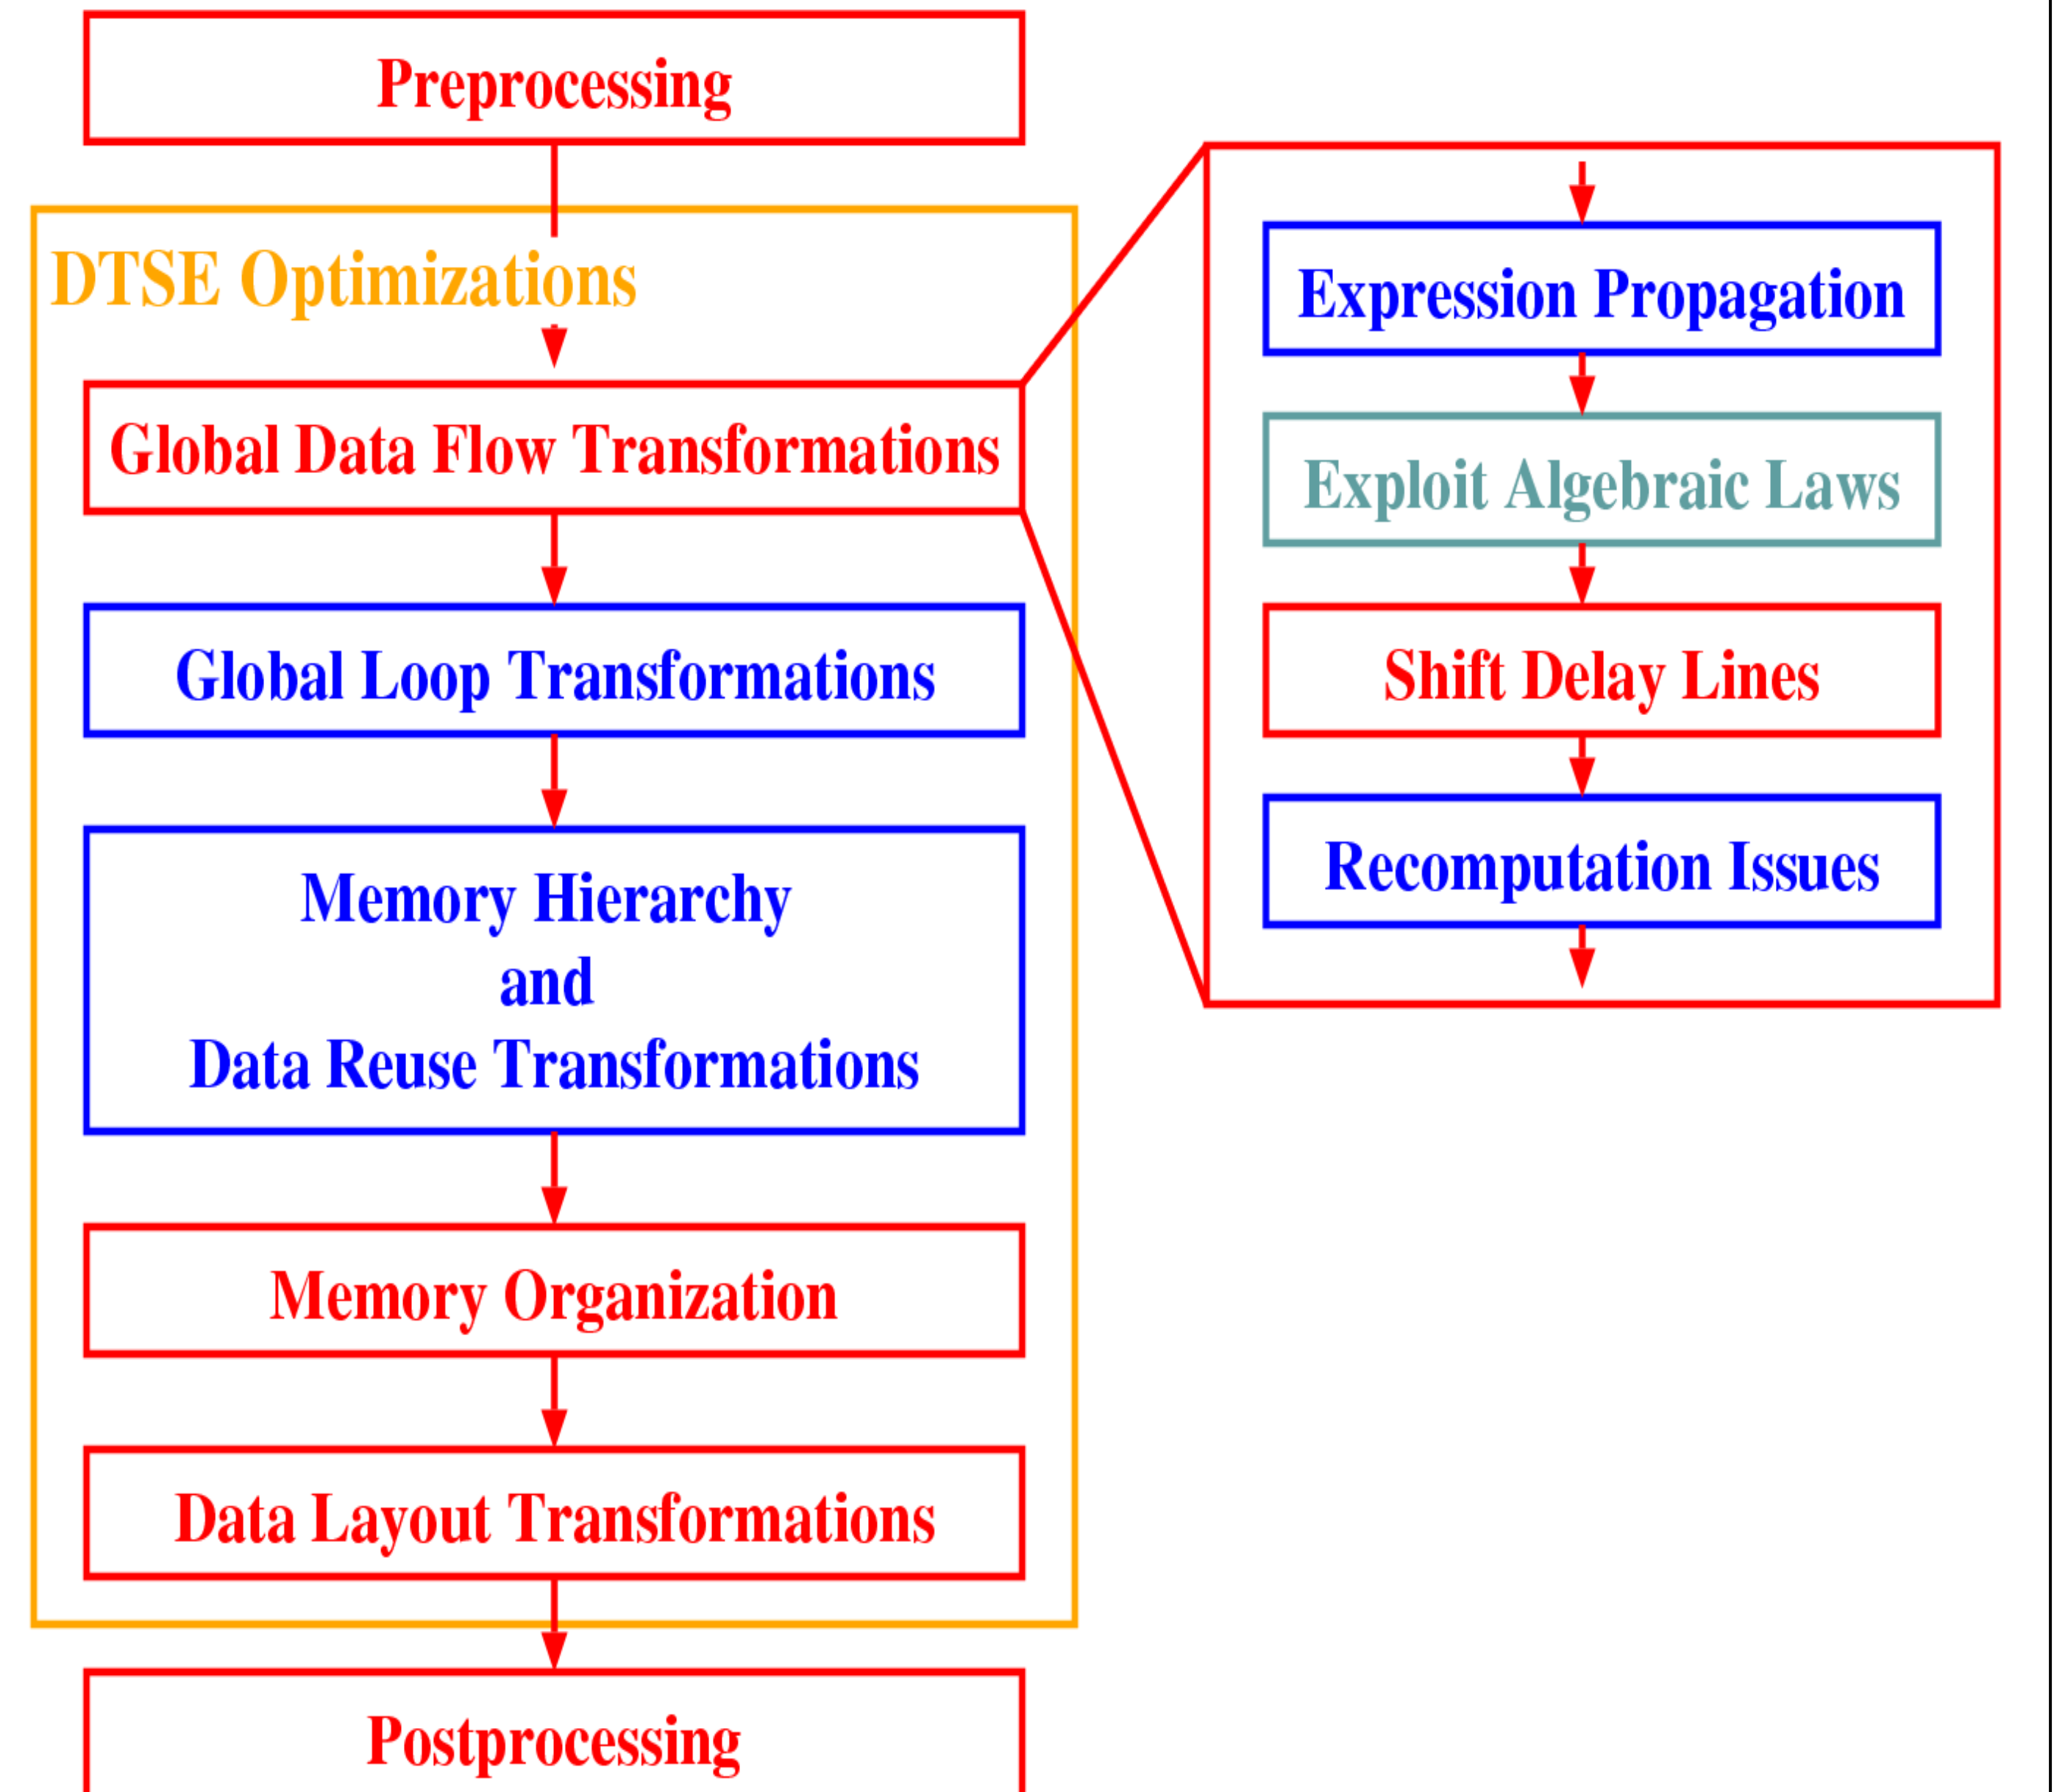 Preprocessing
DTSE Optimizations
Global Data Flow Transformations
Global Loop Transformations
Memory Hierarchy
and
Data Reuse Transformations
Memory Organization
Data Layout Transformations
Postprocessing
Expression Propagation
Exploit Algebraic Laws
Shift Delay Lines
Recomputation Issues